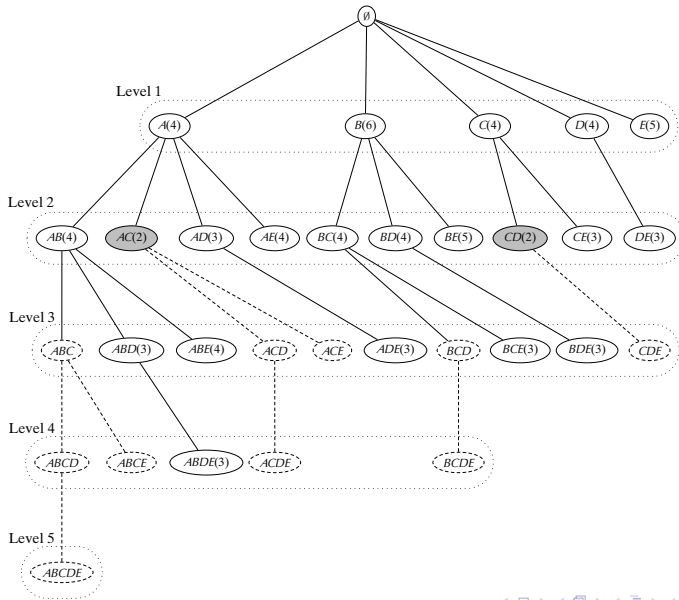 ∅
Level 1
A(4) B(6) C(4) D(4) E(5)
Level 2
AB(4) AC(2) AD(3) AE(4) BC(4) BD(4) BE(5) CD(2) CE(3) DE(3)
Level 3
ABC ABD(3) ABE(4) ACD ACE ADE(3) BCD BCE(3) BDE(3) CDE
Level 4
ABCD ABCE ABDE(3) ACDE BCDE
Level 5
ABCDE